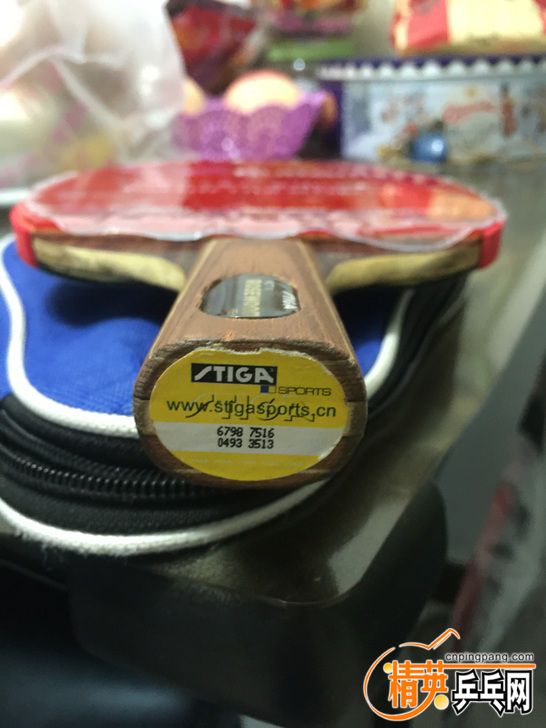 STIGA
SPORTS
www.stigasports.cn
6798 7516
0493 3513
cnpingpang.com
精英乒乓网